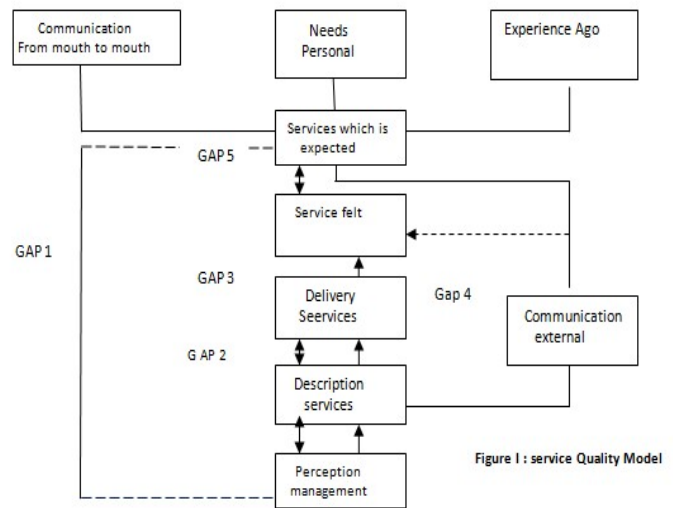 Communication
From mouth to mouth
Needs
Personal
Experience Ago
Services which is
expected
GAP 5
Service felt
GAP 1
GAP 3
Delivery
Seervices
Gap 4
Communication
external
G AP 2
Description
services
Perception
management
Figure I : service Quality Model